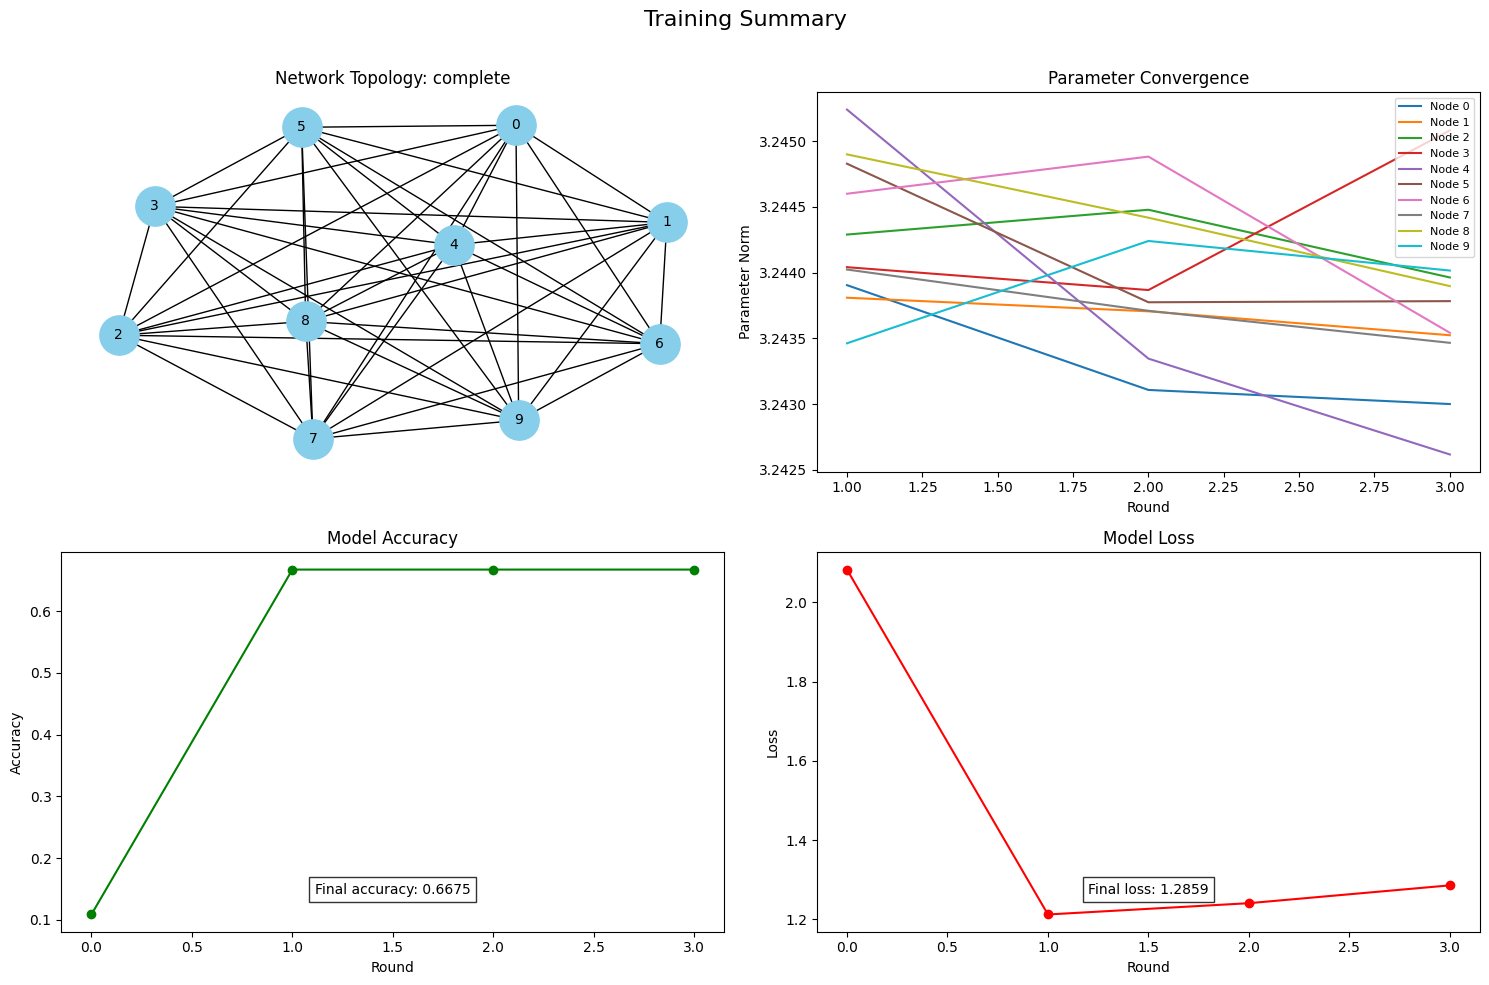 Training Summary
Network Topology: complete
5
0
3
1
4
8
2
6
9
7
Parameter Convergence
Parameter Norm
3.2450
3.2445
3.2440
3.2435
3.2430
3.2425
Node 0
Node 1
Node 2
Node 3
Node 4
Node 5
Node 6
Node 7
Node 8
Node 9
1.00 1.25 1.50 1.75 2.00 2.25 2.50 2.75 3.00
Round
Model Accuracy
Accuracy
0.6
0.5
0.4
0.3
0.2
0.1
Final accuracy: 0.6675
0.0 0.5 1.0 1.5 2.0 2.5 3.0
Round
Model Loss
Loss
2.0
1.8
1.6
1.4
1.2
Final loss: 1.2859
0.0 0.5 1.0 1.5 2.0 2.5 3.0
Round